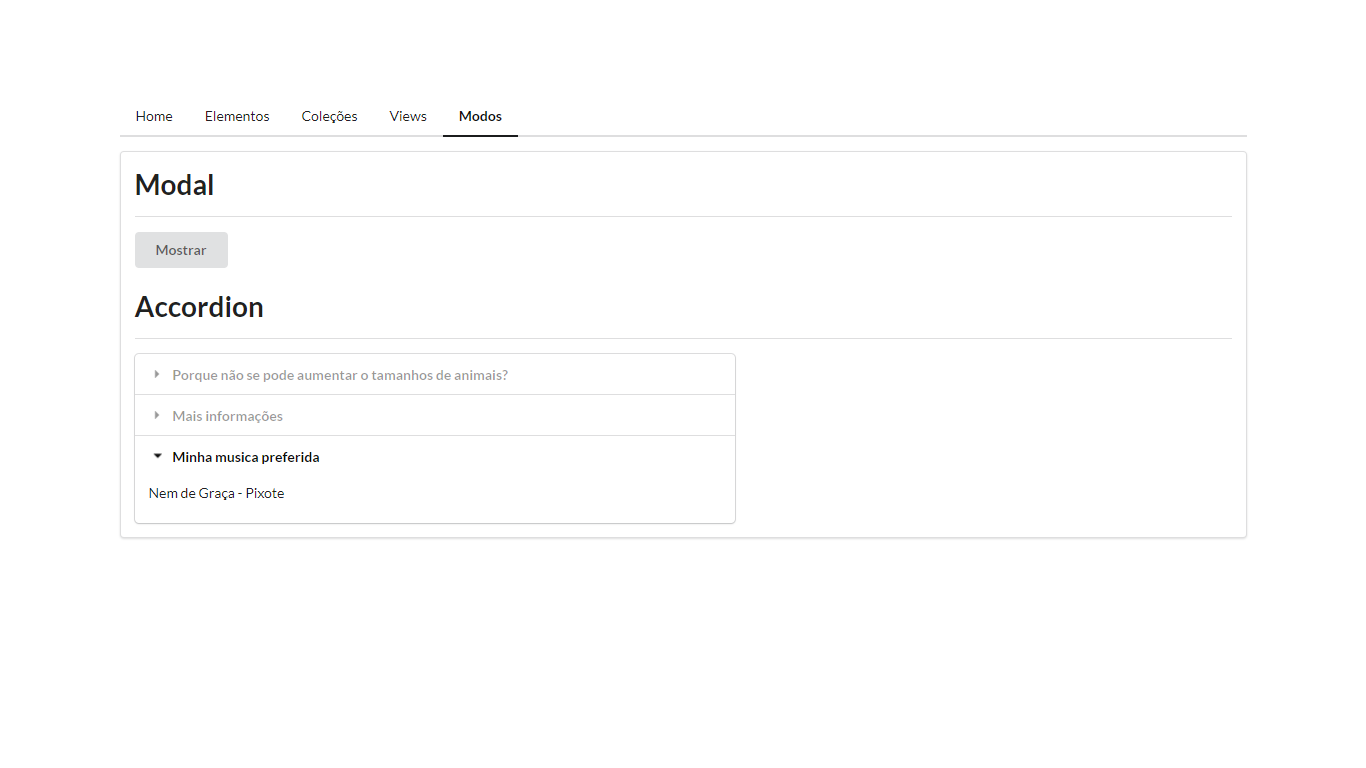 Home Elementos Coleções Views Modos
Modal
Mostrar
Accordion
Porque não se pode aumentar o tamanhos de animais?
Mais informações
Minha musica preferida
Nem de Graça - Pixote